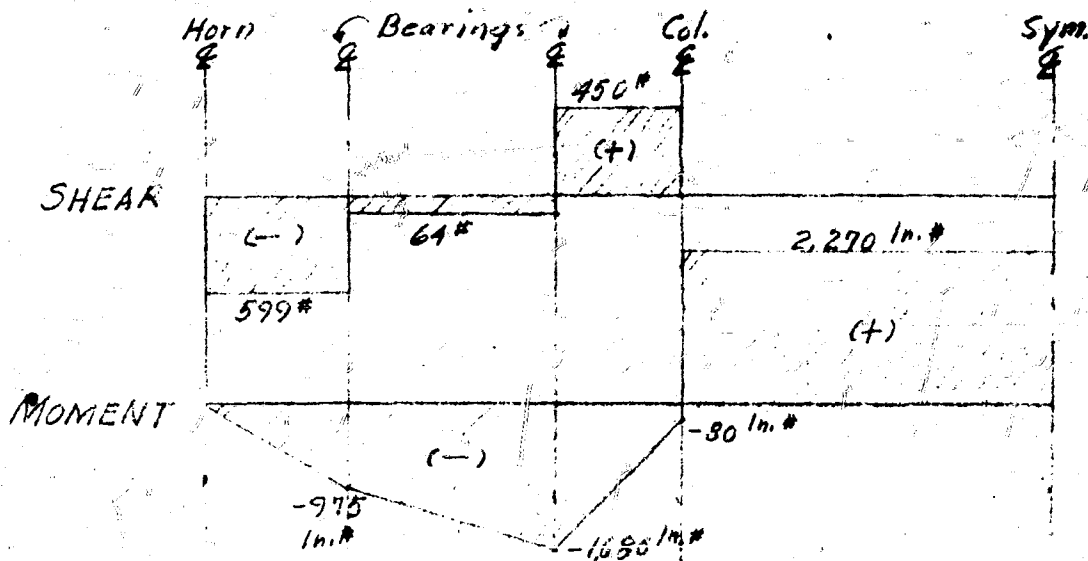 Horn Bearings Col. Sym.
℄ ℄ ℄ ℄ ℄
450 #
(+)
SHEAR
(—)
64 #
2,270 In. #
599 #
(+)
MOMENT
-30 In. #
(—)
-975
In. #